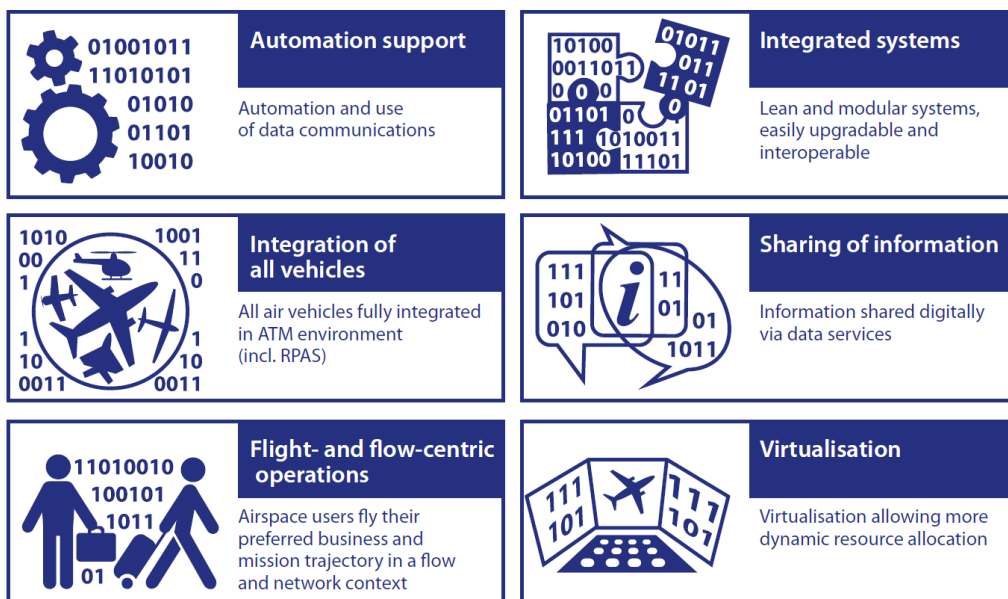 01001011
11010101
01010
01101
10010
Automation support
Automation and use
of data communications
10100
0011011
0 0 0
01101
111
10100
0
1010011
11101
01011
011
11 01
0
Integrated systems
Lean and modular systems,
easily upgradable and
interoperable
1010
00
1
1001
11
0
1
10
0011
1
10
0011
Integration of
all vehicles
All air vehicles fully integrated
in ATM environment
(incl. RPAS)
111
101
010
i
11
01
01
1011
Sharing of information
Information shared digitally
via data services
11010010
100101
1011
01
Flight- and flow-centric
operations
Airspace users fly their
preferred business and
mission trajectory in a flow
and network context
111
101
111
101
Virtualisation
Virtualisation allowing more
dynamic resource allocation